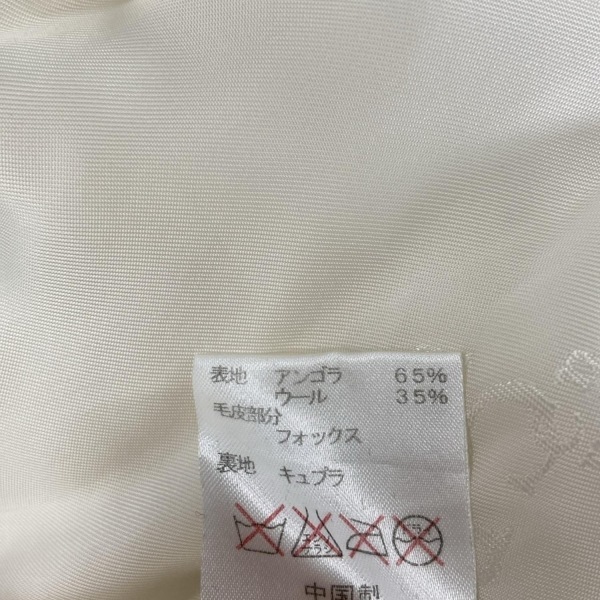 表地 アンゴラ 65%
ウール 35%
毛皮部分
フォックス
裏地 キュプラ
中国制